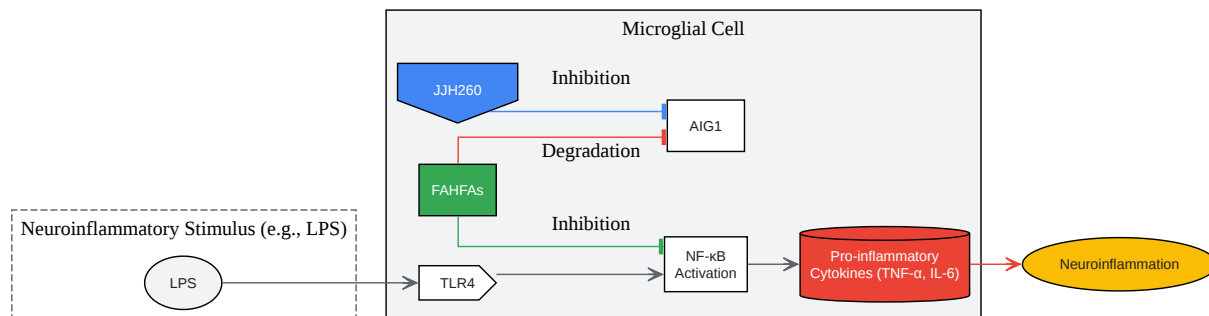 Microglial Cell
Inhibition
JJH260
AIG1
Degradation
FAHFAs
Inhibition
Neuroinflammatory Stimulus (e.g., LPS)
NF-κB
Activation
Pro-inflammatory
Cytokines (TNF-α, IL-6)
Neuroinflammation
LPS
TLR4